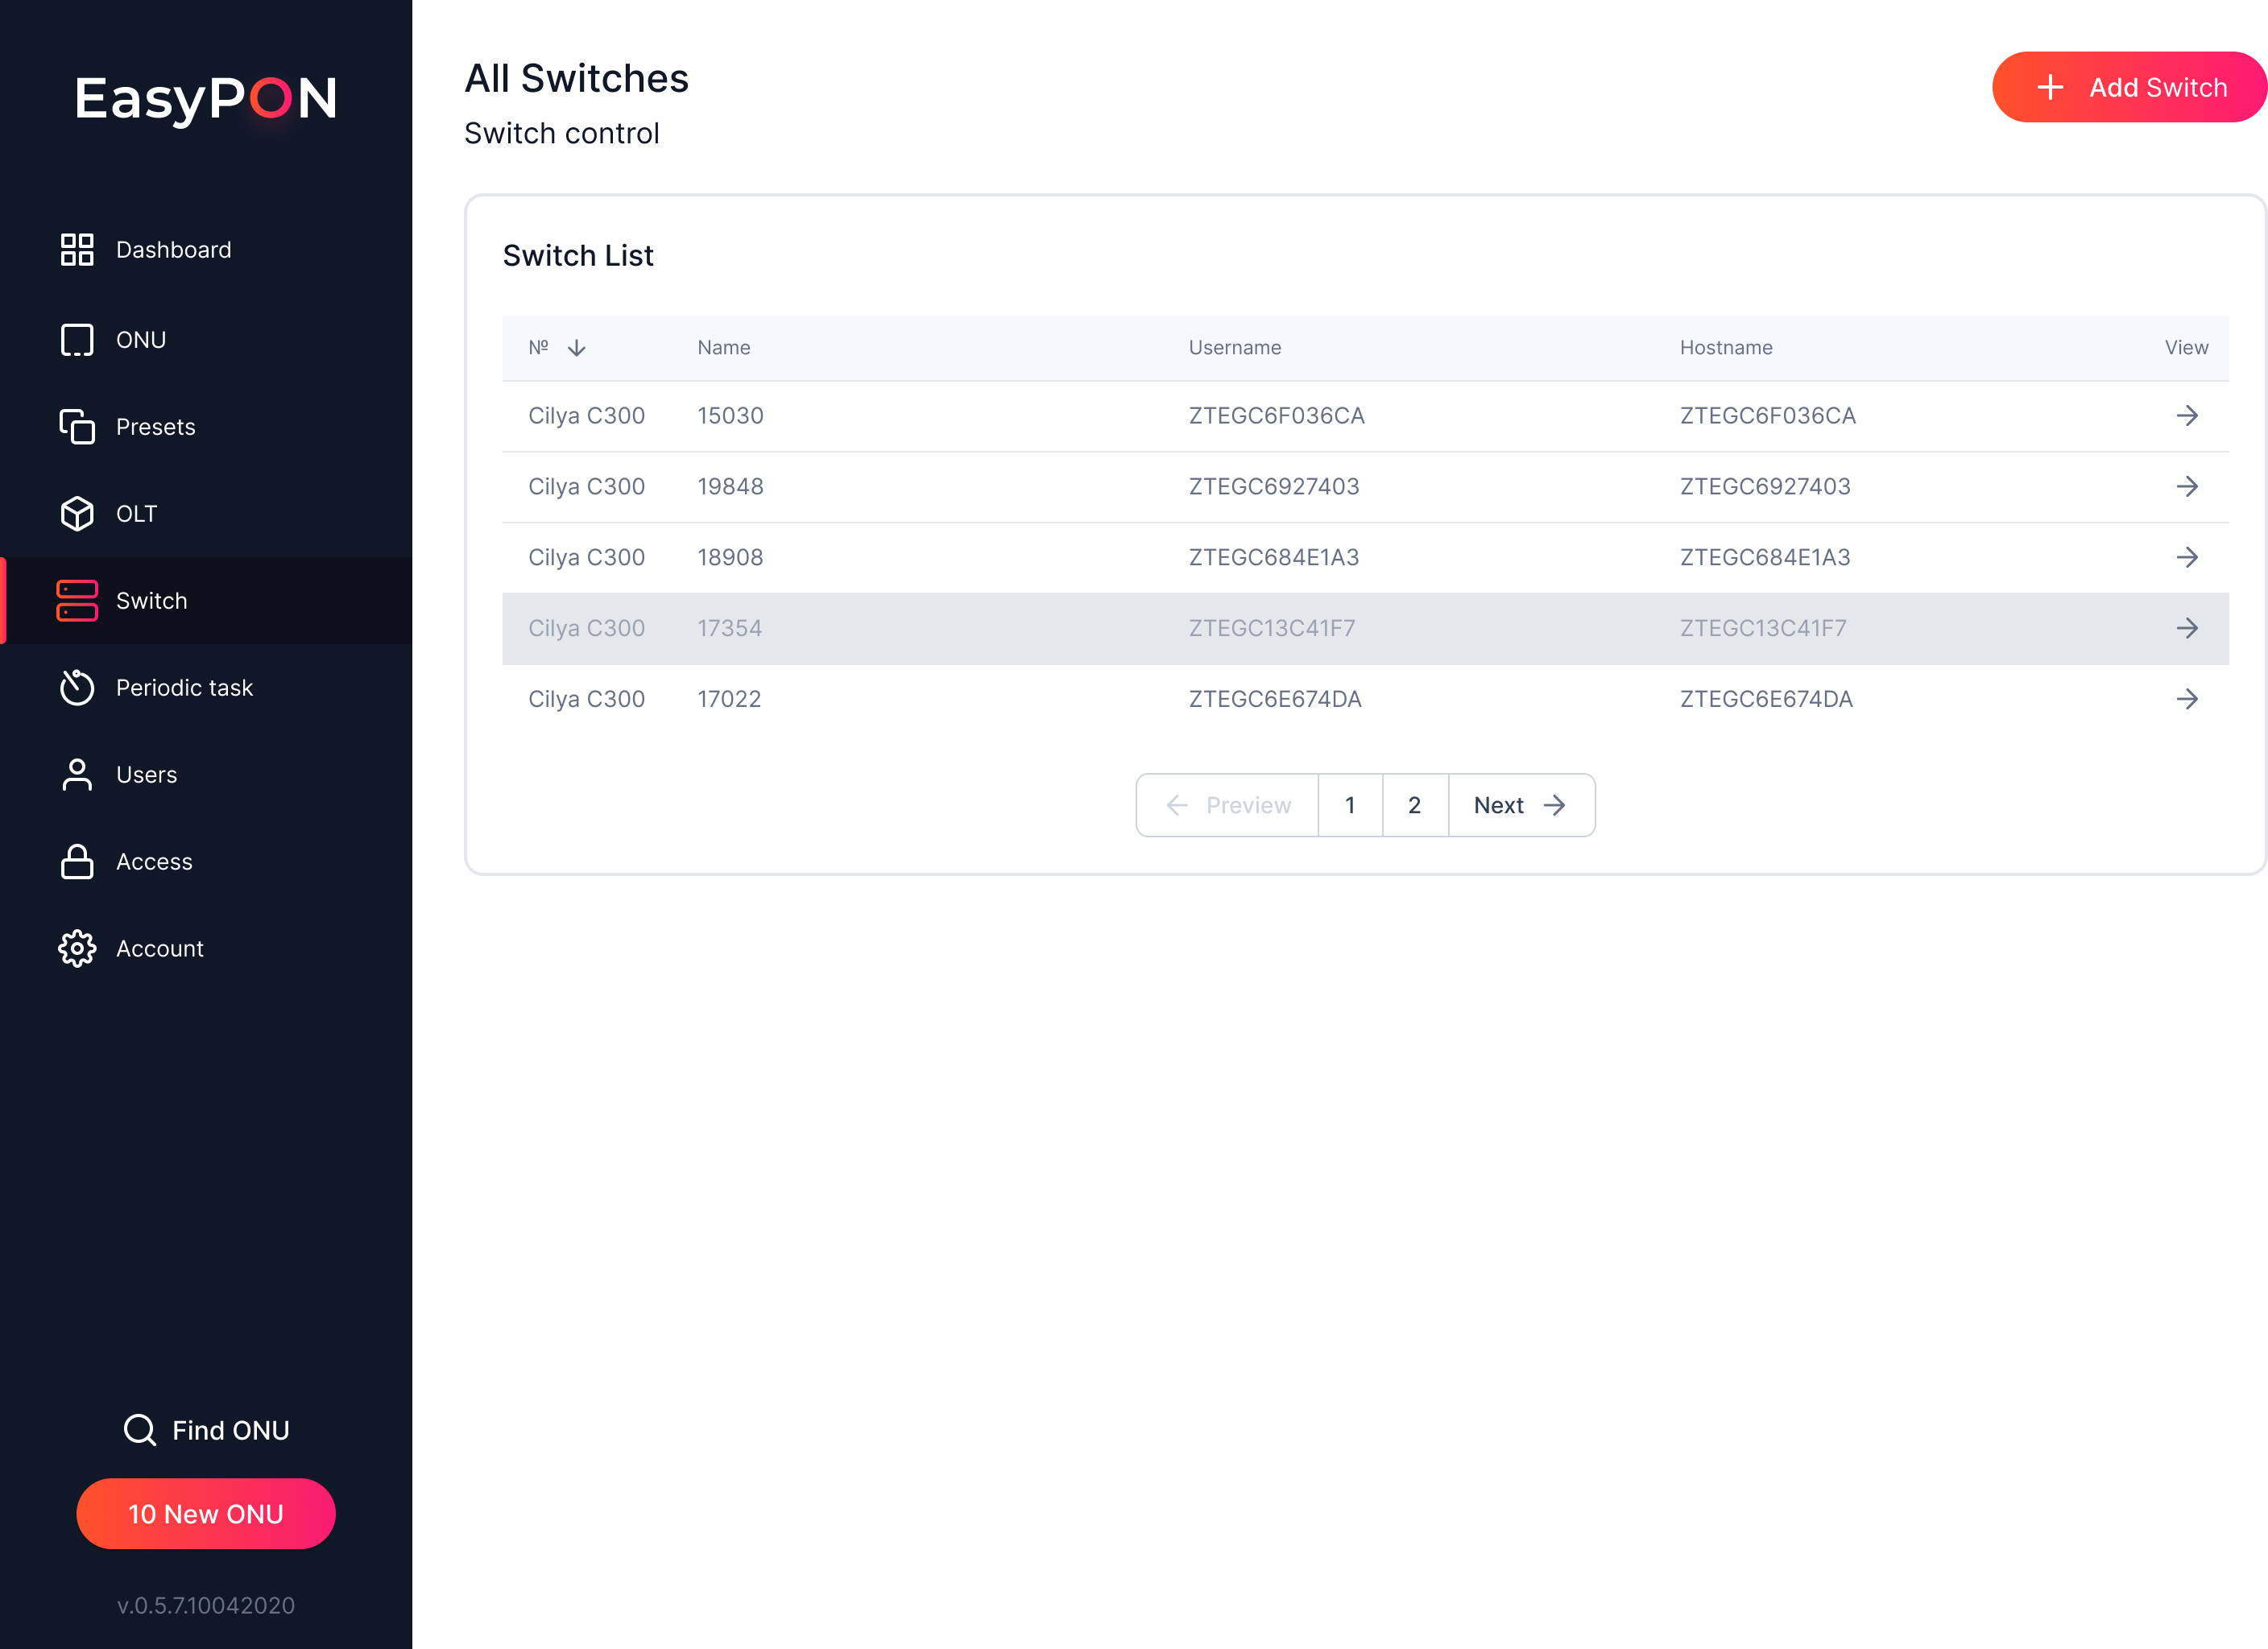 EasyPON
Dashboard
ONU
Presets
OLT
Switch
Periodic task
Users
Access
Account
Find ONU
10 New ONU
v.0.5.7.10042020
All Switches
Switch control
Add Switch
Switch List
№ Name Username Hostname View
Cilya C300 15030 ZTEGC6F036CA ZTEGC6F036CA
Cilya C300 19848 ZTEGC6927403 ZTEGC6927403
Cilya C300 18908 ZTEGC684E1A3 ZTEGC684E1A3
Cilya C300 17354 ZTEGC13C41F7 ZTEGC13C41F7
Cilya C300 17022 ZTEGC6E674DA ZTEGC6E674DA
Preview 1 2 Next